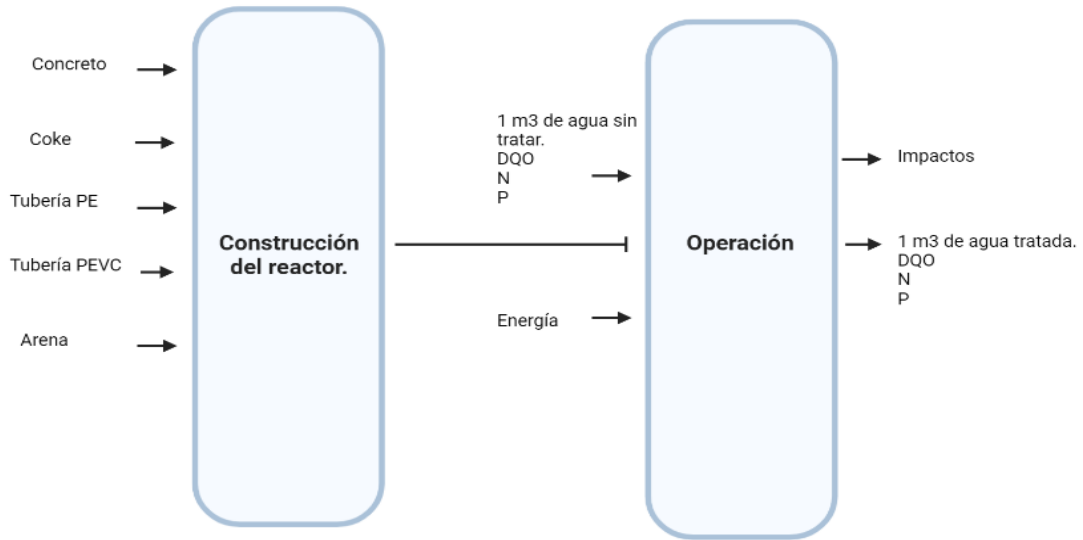 Concreto
Coke
Tubería PE
Tubería PEVC
Arena
Construcción
del reactor.
1 m3 de agua sin
tratar.
DQO
N
P
Energía
Operación
Impactos
1 m3 de agua tratada.
DQO
N
P